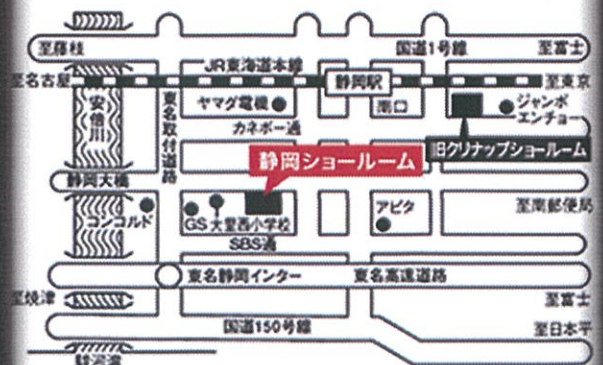 至藤枝
国道1号線
至富士
JR東海道本線
至名古屋
静岡駅
至東京
安倍川
東名取付道路
ヤマダ電機
南口
ジャンボ
エンチョー
カネボー通
静岡ショールーム
旧クリナップショールーム
静岡大橋
コンコルド
GS
大里西小学校
アピタ
至南郵便局
SBS通
東名静岡インター
東名高速道路
至焼津
至富士
国道150号線
至日本平
駿河湾